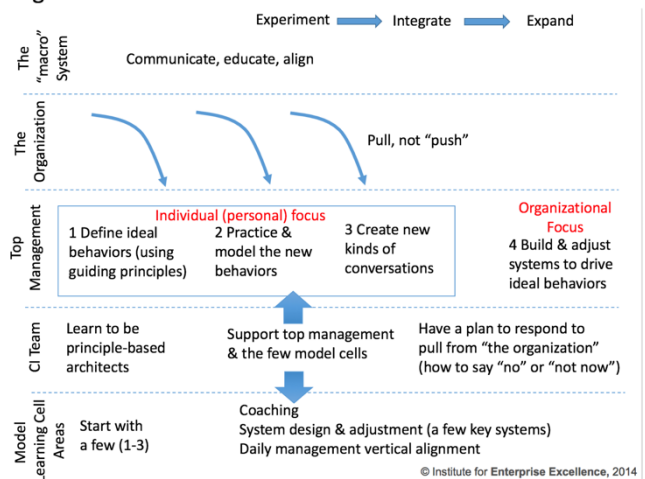 Experiment Integrate Expand
The
"macro"
System
Communicate, educate, align
The
Organization
Pull, not "push"
Top
Management
Individual (personal) focus
1 Define ideal
behaviors (using
guiding principles)
2 Practice &
model the new
behaviors
3 Create new
kinds of
conversations
Organizational
Focus
4 Build & adjust
systems to drive
ideal behaviors
CI Team
Learn to be
principle-based
architects
Support top management
& the few model cells
Have a plan to respond to
pull from "the organization"
(how to say "no" or "not now")
Model
Learning Cell
Areas
Start with
a few (1-3)
Coaching
System design & adjustment (a few key systems)
Daily management vertical alignment
© Institute for Enterprise Excellence, 2014